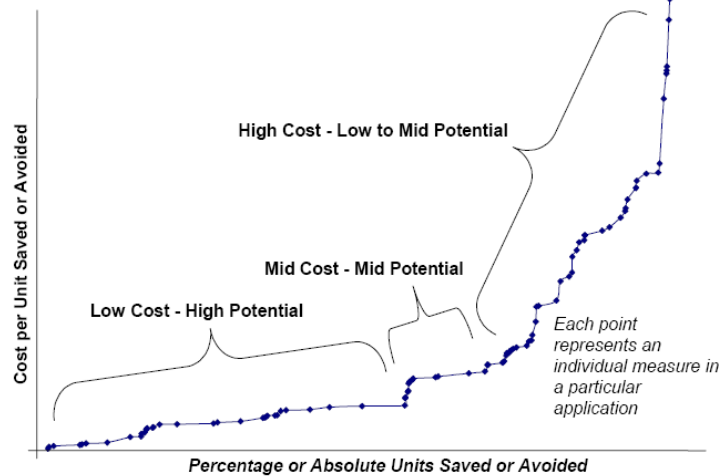 High Cost - Low to Mid Potential
Mid Cost - Mid Potential
Low Cost - High Potential
Each point
represents an
individual measure in
a particular
application
Cost per Unit Saved or Avoided
Percentage or Absolute Units Saved or Avoided